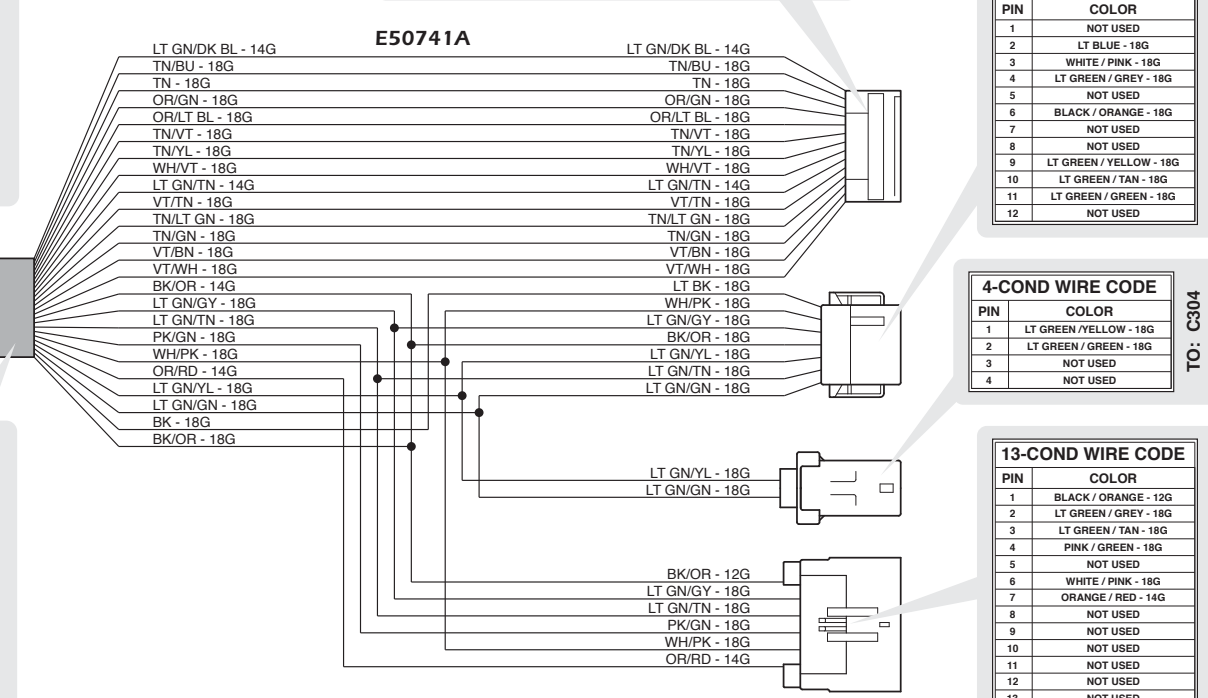 E50741A
LT GN/DK BL - 14G
TN/BU - 18G
TN - 18G
OR/GN - 18G
OR/LT BL - 18G
TN/VT - 18G
TN/YL - 18G
WH/VT - 18G
LT GN/TN - 14G
VT/TN - 18G
TN/LT GN - 18G
TN/GN - 18G
VT/BN - 18G
VT/WH - 18G
BK/OR - 14G
LT GN/GY - 18G
LT GN/TN - 18G
PK/GN - 18G
WH/PK - 18G
OR/RD - 14G
LT GN/YL - 18G
LT GN/GN - 18G
BK - 18G
BK/OR - 18G
LT GN/DK BL - 14G
TN/BU - 18G
TN - 18G
OR/GN - 18G
OR/LT BL - 18G
TN/VT - 18G
TN/YL - 18G
WH/VT - 18G
LT GN/TN - 14G
VT/TN - 18G
TN/LT GN - 18G
TN/GN - 18G
VT/BN - 18G
VT/WH - 18G
LT BK - 18G
WH/PK - 18G
LT GN/GY - 18G
BK/OR - 18G
LT GN/YL - 18G
LT GN/TN - 18G
LT GN/GN - 18G
LT GN/YL - 18G
LT GN/GN - 18G
BK/OR - 12G
LT GN/GY - 18G
LT GN/TN - 18G
PK/GN - 18G
WH/PK - 18G
OR/RD - 14G
PIN COLOR
1 NOT USED
2 LT BLUE - 18G
3 WHITE / PINK - 18G
4 LT GREEN / GREY - 18G
5 NOT USED
6 BLACK / ORANGE - 18G
7 NOT USED
8 NOT USED
9 LT GREEN / YELLOW - 18G
10 LT GREEN / TAN - 18G
11 LT GREEN / GREEN - 18G
12 NOT USED
4-COND WIRE CODE
PIN COLOR
1 LT GREEN /YELLOW - 18G
2 LT GREEN / GREEN - 18G
3 NOT USED
4 NOT USED
TO: C304
13-COND WIRE CODE
PIN COLOR
1 BLACK / ORANGE - 12G
2 LT GREEN / GREY - 18G
3 LT GREEN / TAN - 18G
4 PINK / GREEN - 18G
5 NOT USED
6 WHITE / PINK - 18G
7 ORANGE / RED - 14G
8 NOT USED
9 NOT USED
10 NOT USED
11 NOT USED
12 NOT USED
13 NOT USED